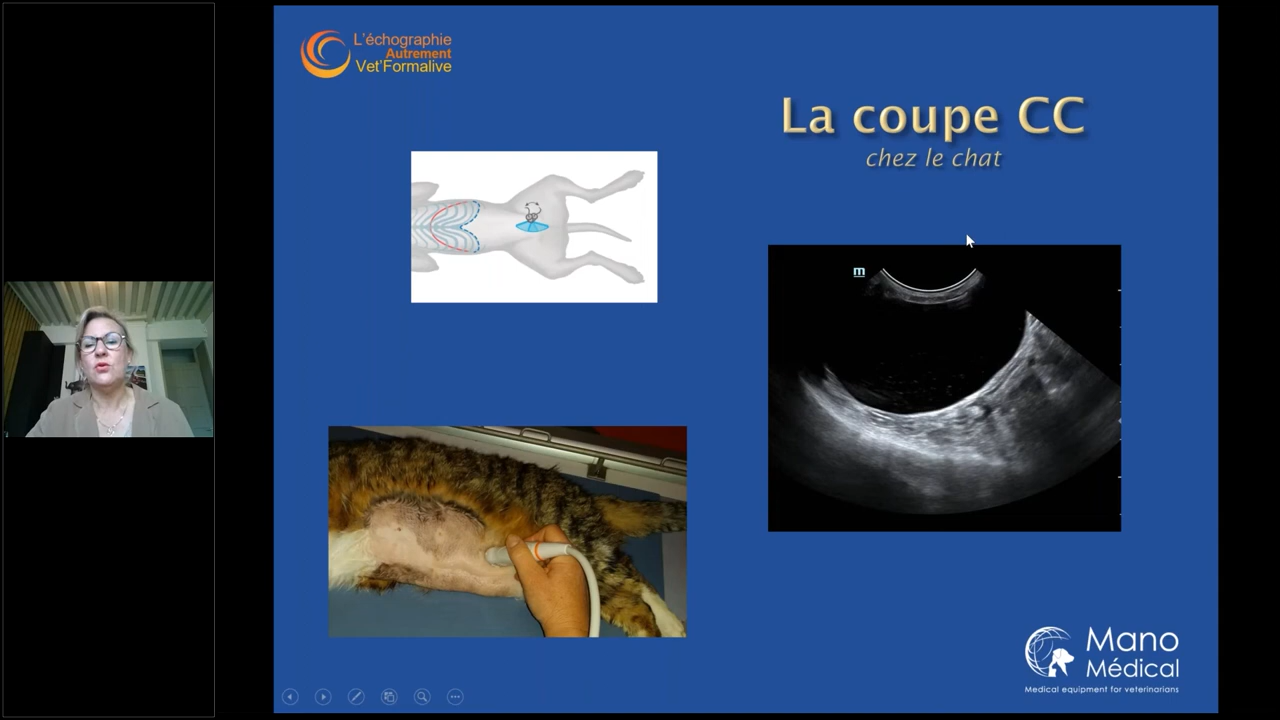 L'échographie
Autrement
Vet'Formalive
La coupe CC
chez le chat
m
Mano
Médical
Medical equipment for veterinarians